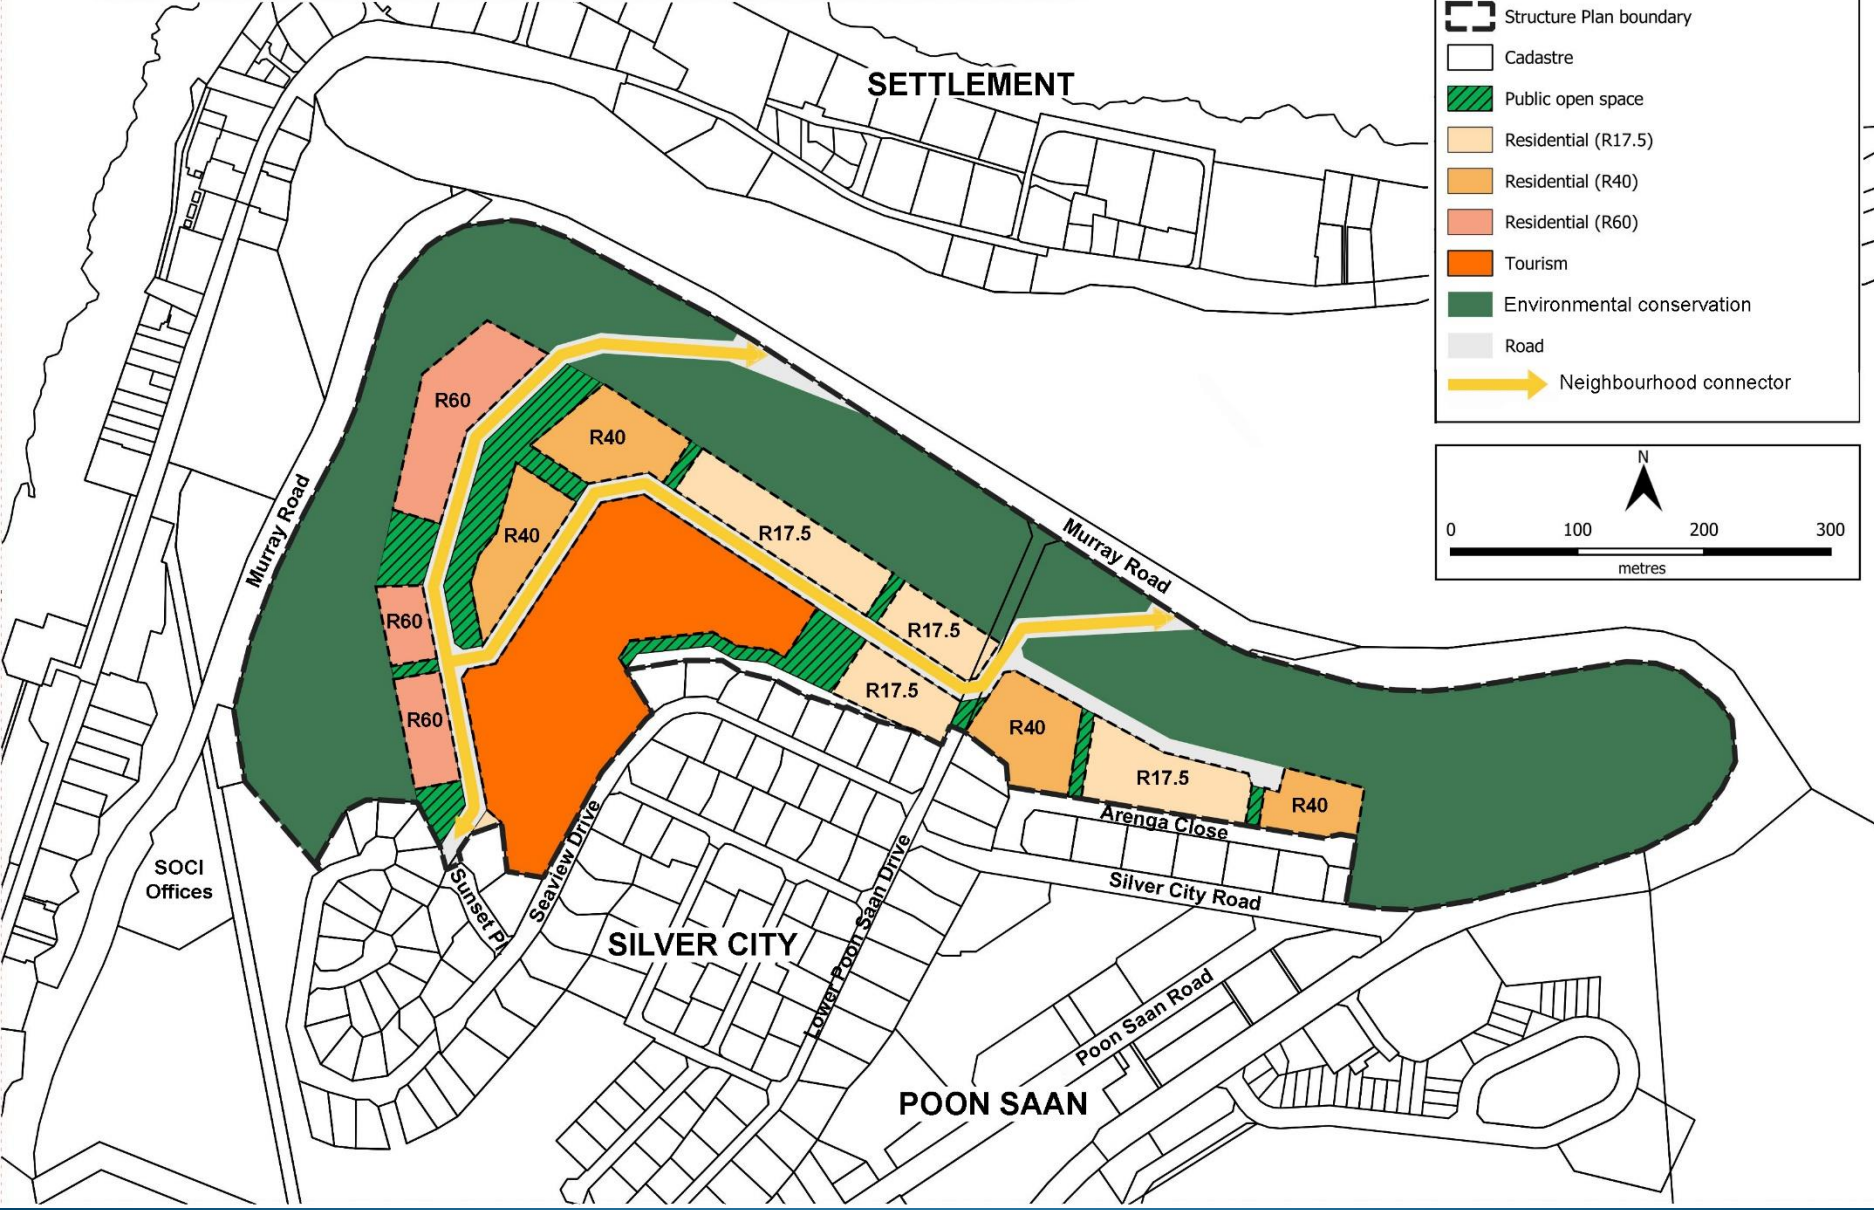 SETTLEMENT
Structure Plan boundary
Cadastre
Public open space
Residential (R17.5)
Residential (R40)
Residential (R60)
Tourism
Environmental conservation
Road
Neighbourhood connector
N
0 100 200 300
metres
R60
R40
R40
R17.5
Murray Road
Murray Road
R60
R17.5
R17.5
R60
R40
R17.5
R40
Arenga Close
SOCI
Offices
Sunset Pl
Seaview Drive
Silver City Road
SILVER CITY
Lower Poon Saan Drive
Poon Saan Road
POON SAAN